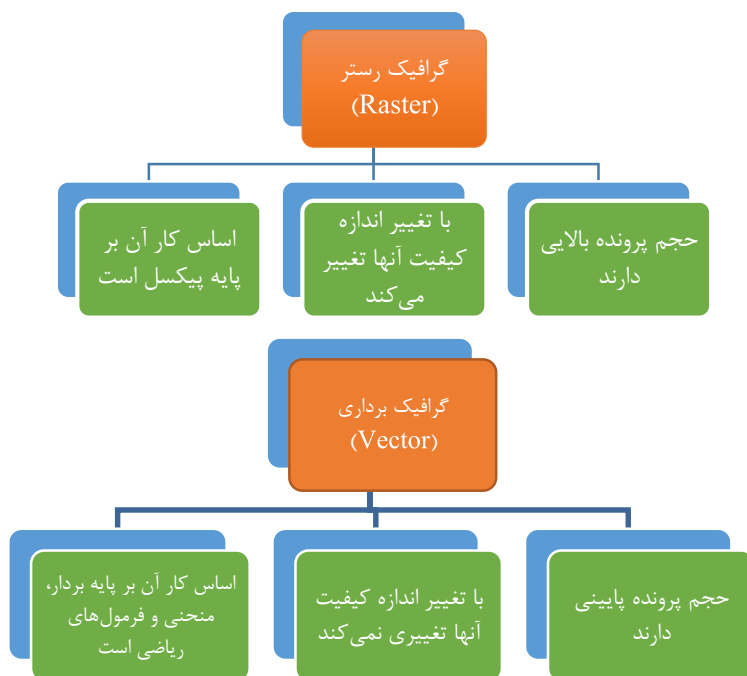 گرافیک رستر
(Raster)
حجم پرونده بالایی
دارند
با تغییر اندازه
کیفیت آنها تغییر
می‌کند
اساس کار آن بر
پایه پیکسل است
گرافیک برداری
(Vector)
حجم پرونده پایینی
دارند
با تغییر اندازه کیفیت
آنها تغییری نمی‌کند
اساس کار آن بر پایه بردار،
منحنی و فرمول‌های
ریاضی است